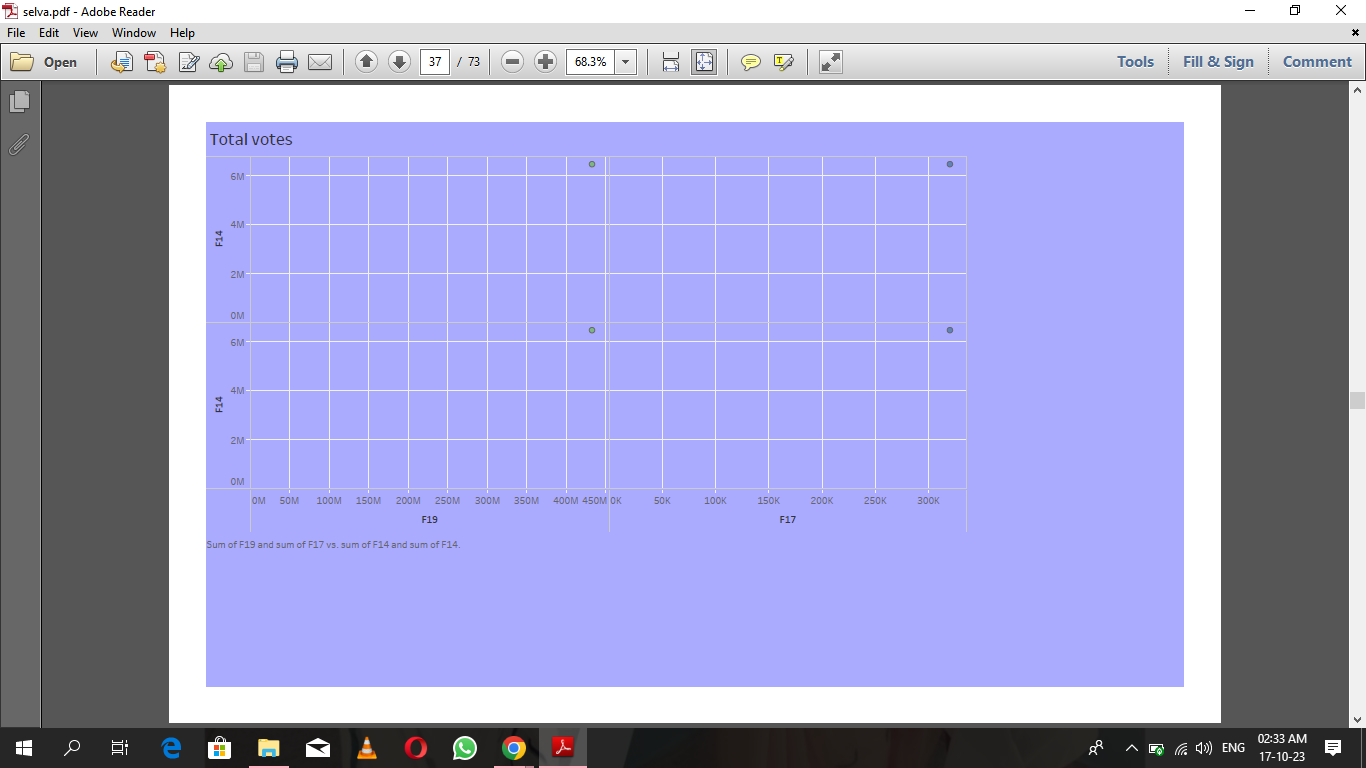 selva.pdf - Adobe Reader
File Edit View Window Help
Open 37 / 73 68.3% Tools Fill & Sign Comment
Total votes
6M
4M
F14
2M
0M
6M
4M
F14
2M
0M
0M 50M 100M 150M 200M 250M 300M 350M 400M 450M 0K 50K 100K 150K 200K 250K 300K
F19 F17
Sum of F19 and sum of F17 vs. sum of F14 and sum of F14.
ENG 02:33 AM
17-10-23